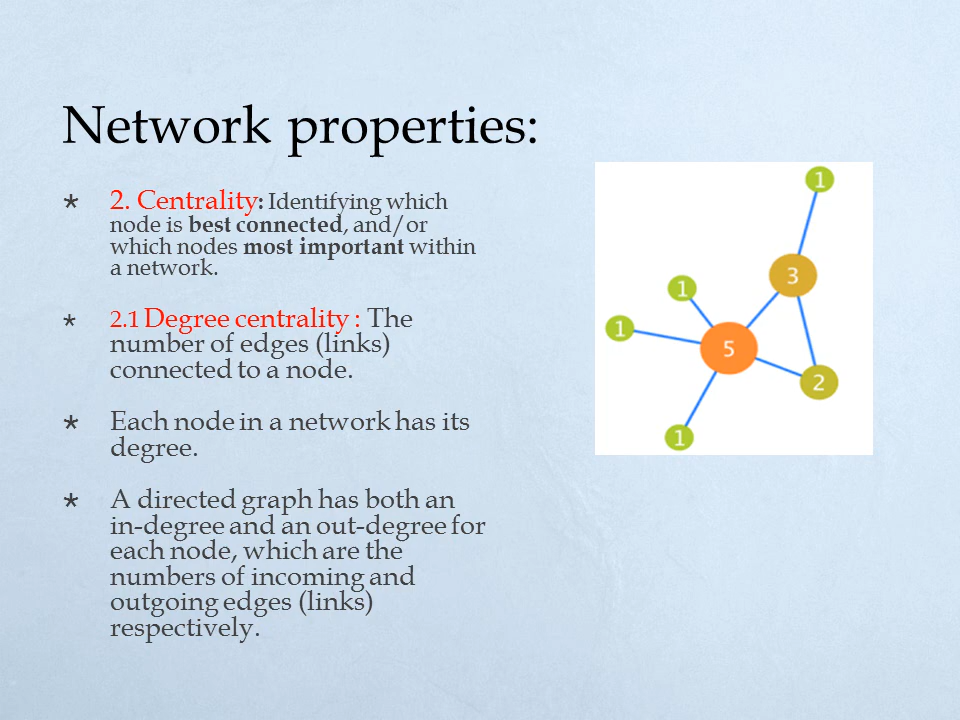 Network properties:
* 2. Centrality: Identifying which
node is best connected, and/or
which nodes most important within
a network.
* 2.1 Degree centrality : The
number of edges (links)
connected to a node.
* Each node in a network has its
degree.
* A directed graph has both an
in-degree and an out-degree for
each node, which are the
numbers of incoming and
outgoing edges (links)
respectively.
1
3
1
1
5
2
1